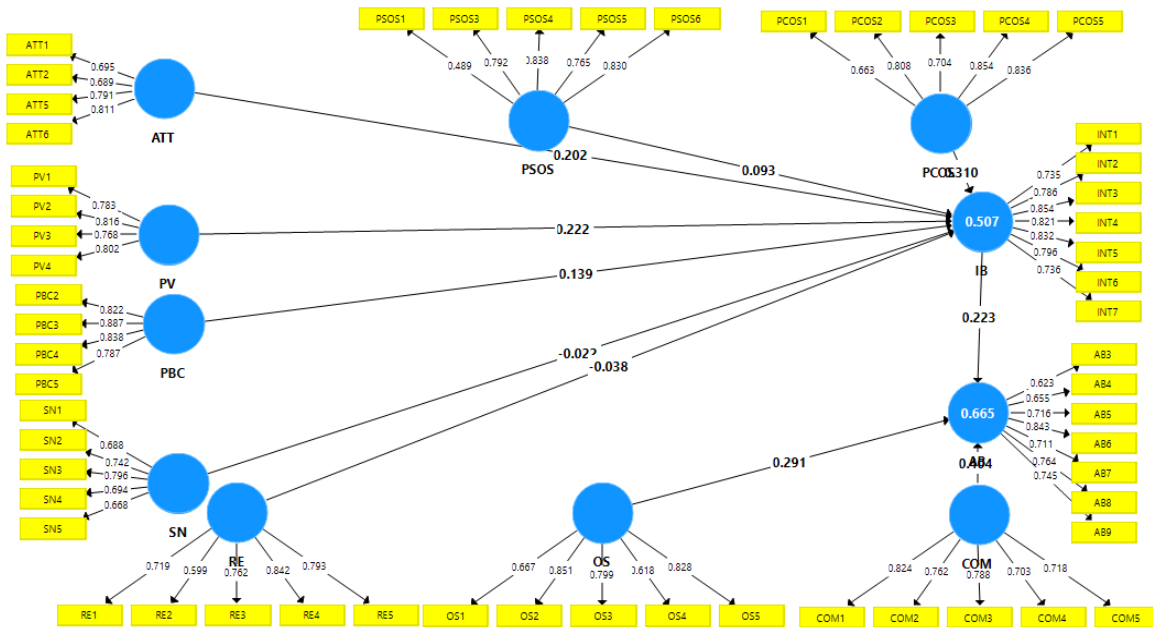 PSOS1 PSOS3 PSOS4 PSOS5 PSOS6
PCOS1 PCOS2 PCOS3 PCOS4 PCOS5
0.489 0.792 0.838 0.765 0.830
0.663 0.808 0.704 0.854 0.836
ATT1
ATT2
ATT5
ATT6
0.695
0.689
0.791
0.811
ATT
PSOS
PCOS
0.202
0.093
0.310
INT1
INT2
INT3
INT4
INT5
INT6
INT7
0.735
0.786
0.854
0.821
0.832
0.796
0.736
0.507
IB
PV1
PV2
PV3
PV4
0.783
0.816
0.768
0.802
PV
0.222
PBC2
PBC3
PBC4
PBC5
0.822
0.887
0.838
0.787
PBC
0.139
0.223
-0.038
SN1
SN2
SN3
SN4
SN5
0.688
0.742
0.796
0.694
0.668
SN
AB3
AB4
AB5
AB6
AB7
AB8
AB9
0.623
0.655
0.716
0.843
0.711
0.764
0.745
0.665
AB
0.404
0.291
RE
OS
COM
0.719 0.599 0.762 0.842 0.793
0.667 0.851 0.799 0.618 0.828
0.824 0.762 0.788 0.703 0.718
RE1 RE2 RE3 RE4 RE5
OS1 OS2 OS3 OS4 OS5
COM1 COM2 COM3 COM4 COM5